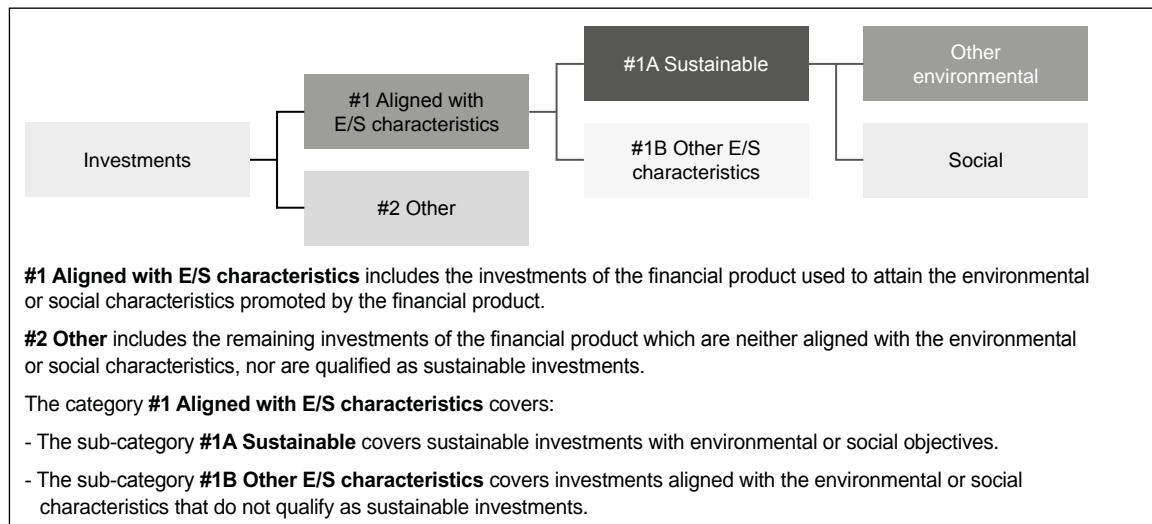 Investments
#1 Aligned with
E/S characteristics
#2 Other
#1A Sustainable
#1B Other E/S
characteristics
Other
environmental
Social
#1 Aligned with E/S characteristics includes the investments of the financial product used to attain the environmental
or social characteristics promoted by the financial product.
#2 Other includes the remaining investments of the financial product which are neither aligned with the environmental
or social characteristics, nor are qualified as sustainable investments.
The category #1 Aligned with E/S characteristics covers:
- The sub-category #1A Sustainable covers sustainable investments with environmental or social objectives.
- The sub-category #1B Other E/S characteristics covers investments aligned with the environmental or social
characteristics that do not qualify as sustainable investments.